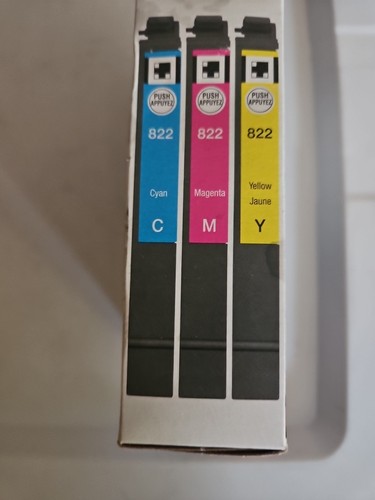 PUSH
APPUYEZ
822
Cyan
C
PUSH
APPUYEZ
822
Magenta
M
PUSH
APPUYEZ
822
Yellow
Jaune
Y